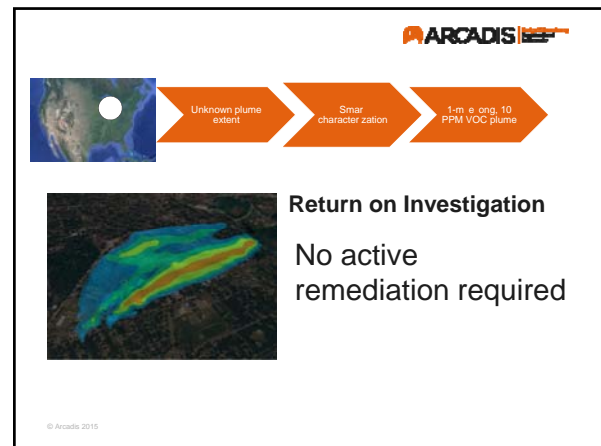 ARCADIS
Unknown plume
extent
Smar
character zation
1-m e ong, 10
PPM VOC plume
Return on Investigation
No active
remediation required
© Arcadis 2015